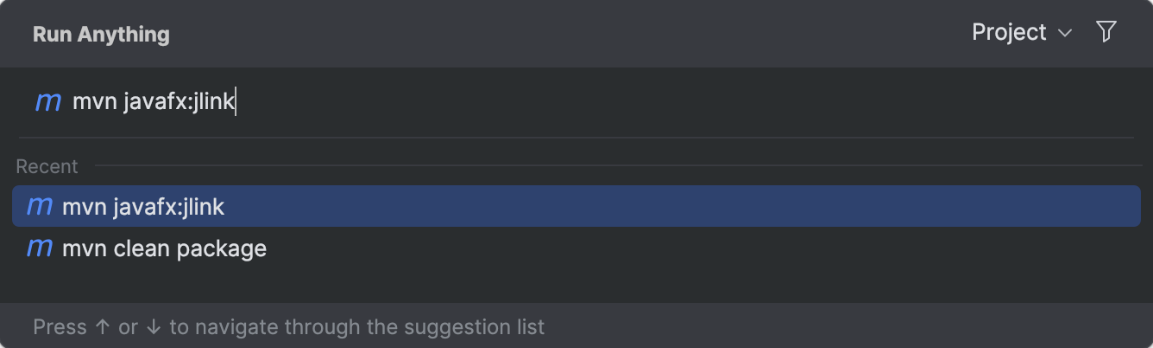 Run Anything Project
m mvn javafx:jlink
Recent
m mvn javafx:jlink
m mvn clean package
Press ↑ or ↓ to navigate through the suggestion list